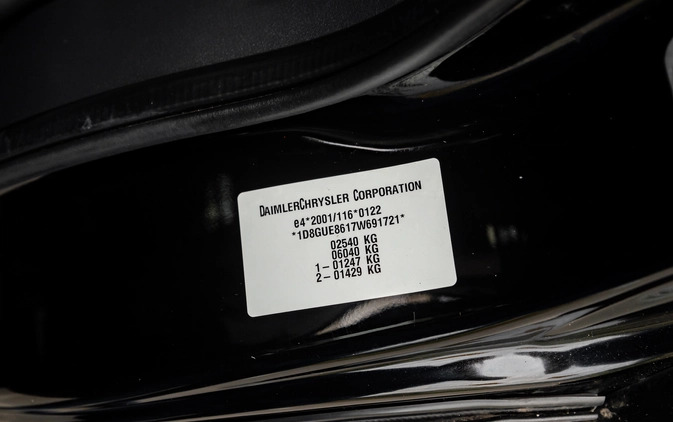 DAIMLERCHRYSLER CORPORATION
e4*2001/116*0122
*1D8GUE8617W691721*
02540 KG
06040 KG
1 – 01247 KG
2 – 01429 KG